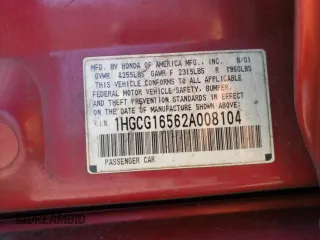 MFD. BY HONDA OF AMERICA MFG., INC. 8/01
GVWR 4255LBS GAWR F 2315LBS R 1960LBS
THIS VEHICLE CONFORMS TO ALL APPLICABLE
FEDERAL MOTOR VEHICLE-SAFETY, BUMPER,
AND THEFT PREVENTION STANDARDS IN
EFFECT ON THE DATE OF MANUFACTURE
SHOWN ABOVE.
V.I.N. 1HGCG16562A008104
PASSENGER CAR
CLEARDBID